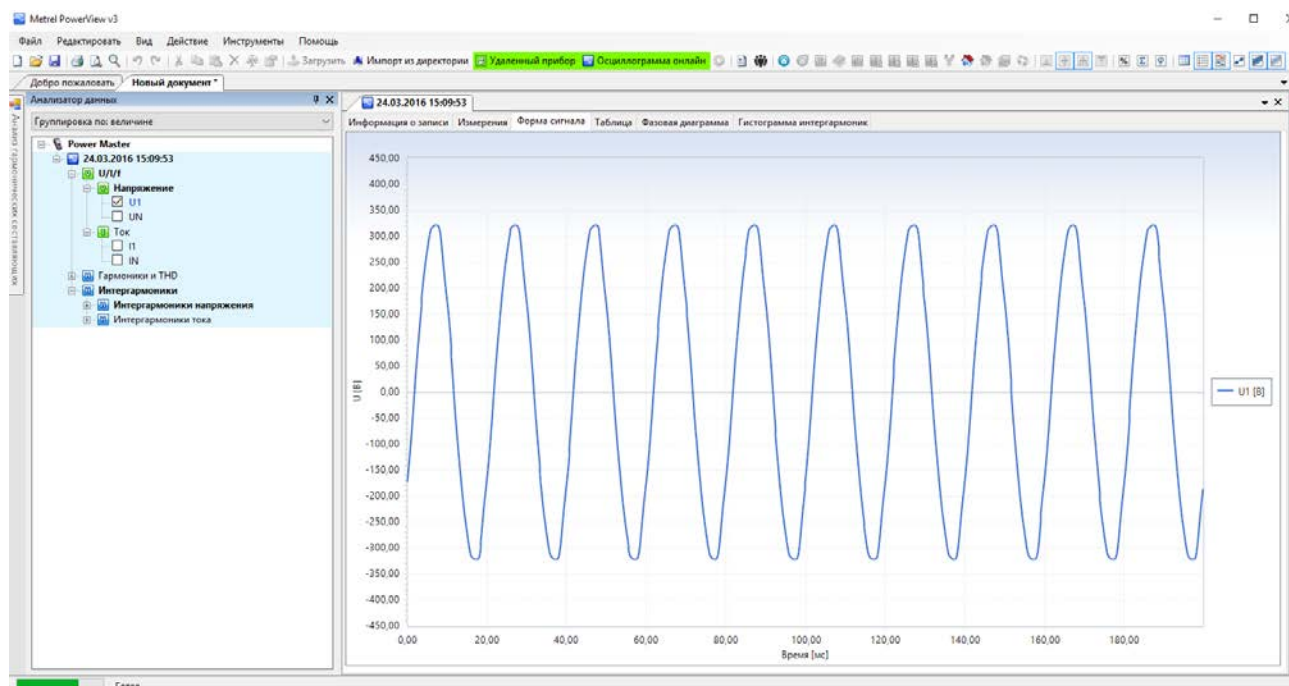 Metrel PowerView v3
Файл Редактировать Вид Действие Инструменты Помощь
Загрузить Импорт из директории Удаленный прибор Осциллограмма онлайн
Добро пожаловать Новый документ *
Анализатор данных
Группировка по: величине
Анализ гармонических составляющих
Power Master
24.03.2016 15:09:53
U/I/f
Напряжение
U1
UN
Ток
I1
IN
Гармоники и THD
Интергармоники
Интергармоники напряжения
Интергармоники тока
24.03.2016 15:09:53
Информация о записи Измерения Форма сигнала Таблица Фазовая диаграмма Гистограмма интергармоник
450,00
400,00
350,00
300,00
250,00
200,00
150,00
100,00
50,00
0,00
-50,00
-100,00
-150,00
-200,00
-250,00
-300,00
-350,00
-400,00
-450,00
U [В]
0,00 20,00 40,00 60,00 80,00 100,00 120,00 140,00 160,00 180,00
Время [мс]
U1 [В]